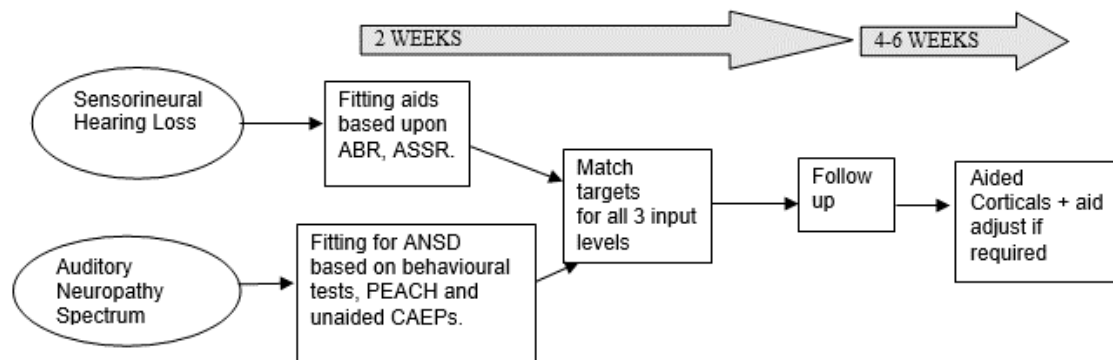 2 WEEKS
4-6 WEEKS
Sensorineural
Hearing Loss
Fitting aids
based upon
ABR, ASSR.
Match
targets
for all 3 input
levels
Follow
up
Aided
Corticals + aid
adjust if
required
Auditory
Neuropathy
Spectrum
Fitting for ANSD
based on behavioural
tests, PEACH and
unaided CAEPs.